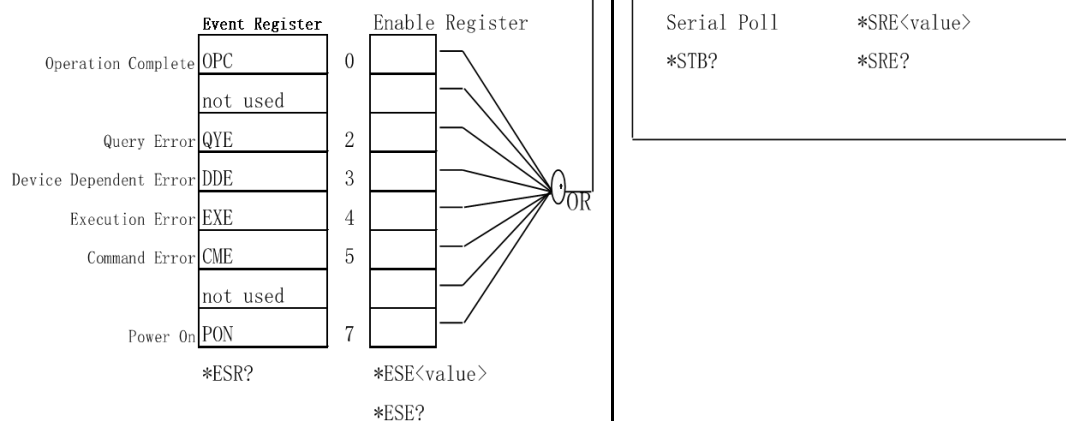 Event Register Enable Register
Operation Complete OPC 0
not used
Query Error QYE 2
Device Dependent Error DDE 3
Execution Error EXE 4
Command Error CME 5
not used
Power On PON 7
*ESR? *ESE<value>
*ESE?
OR
Serial Poll *SRE<value>
*STB? *SRE?